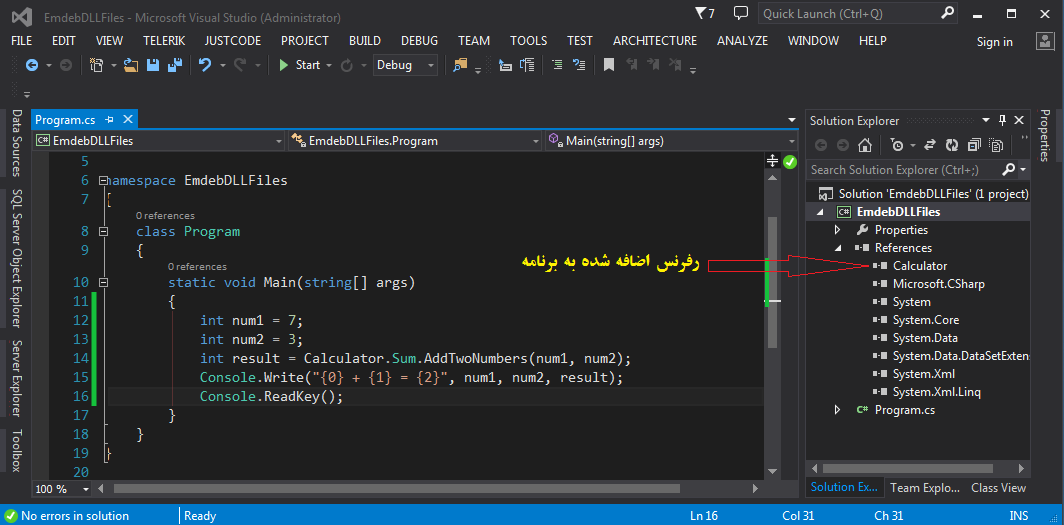 EmdebDLLFiles - Microsoft Visual Studio (Administrator)
7
Quick Launch (Ctrl+Q)
FILE EDIT VIEW TELERIK JUSTCODE PROJECT BUILD DEBUG TEAM TOOLS TEST ARCHITECTURE ANALYZE WINDOW HELP Sign in
Start Debug
Data Sources
SQL Server Object Explorer
Server Explorer
Toolbox
Program.cs
C# EmdebDLLFiles EmdebDLLFiles.Program Main(string[] args)
5
6 namespace EmdebDLLFiles
7 {
0 references
8 class Program
9 {
0 references
10 static void Main(string[] args)
11 {
12 int num1 = 7;
13 int num2 = 3;
14 int result = Calculator.Sum.AddTwoNumbers(num1, num2);
15 Console.Write("{0} + {1} = {2}", num1, num2, result);
16 Console.ReadKey();
17 }
18 }
19 }
20
100 %
رفرنس اضافه شده به برنامه
Solution Explorer
Search Solution Explorer (Ctrl+;)
Solution 'EmdebDLLFiles' (1 project)
C# EmdebDLLFiles
Properties
References
Calculator
Microsoft.CSharp
System
System.Core
System.Data
System.Data.DataSetExten
System.Xml
System.Xml.Linq
C# Program.cs
Solution Ex... Team Explo... Class View
Properties
No errors in solution Ready Ln 16 Col 31 Ch 31 INS